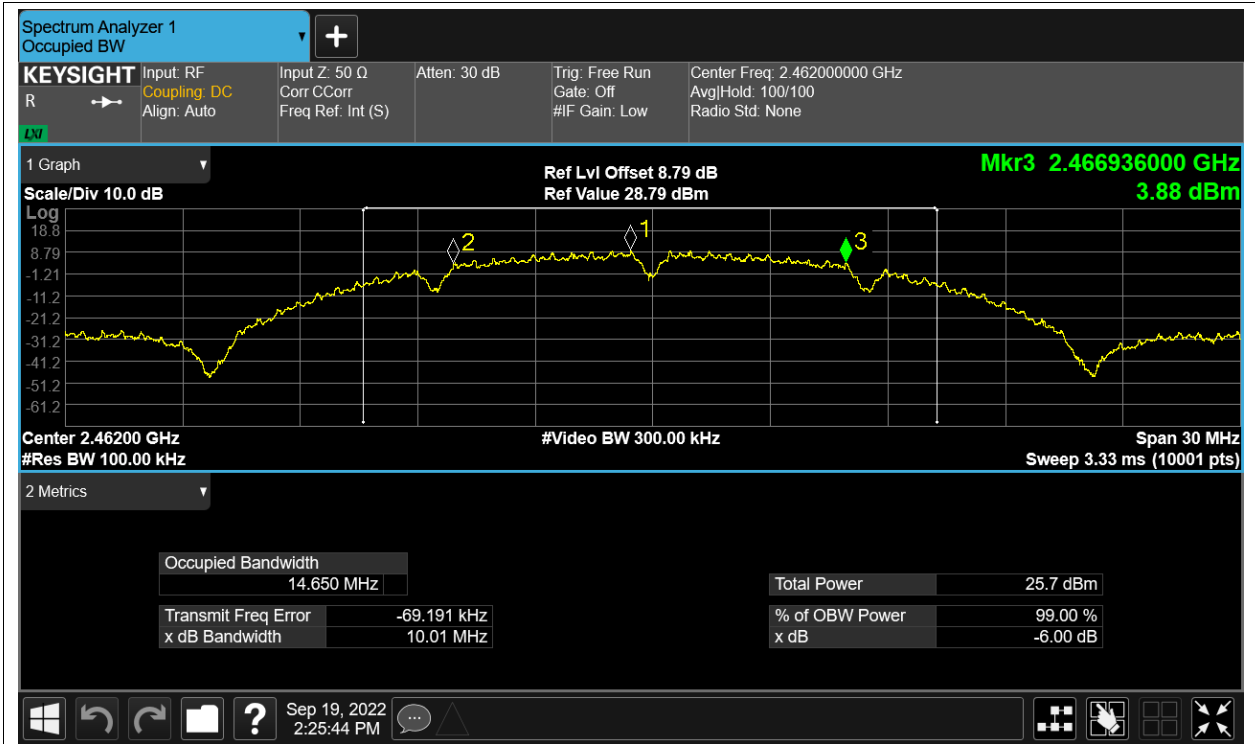 Spectrum Analyzer 1
Occupied BW
KEYSIGHT
R
LXI
Input: RF
Coupling: DC
Align: Auto
Input Z: 50 Ω
Corr CCorr
Freq Ref: Int (S)
Atten: 30 dB
Trig: Free Run
Gate: Off
#IF Gain: Low
Center Freq: 2.462000000 GHz
Avg|Hold: 100/100
Radio Std: None
1 Graph
Scale/Div 10.0 dB
Ref Lvl Offset 8.79 dB
Ref Value 28.79 dBm
Mkr3 2.466936000 GHz
3.88 dBm
Log
18.8
8.79
-1.21
-11.2
-21.2
-31.2
-41.2
-51.2
-61.2
2
1
3
Center 2.46200 GHz
#Res BW 100.00 kHz
#Video BW 300.00 kHz
Span 30 MHz
Sweep 3.33 ms (10001 pts)
2 Metrics
Occupied Bandwidth
14.650 MHz
Transmit Freq Error -69.191 kHz
x dB Bandwidth 10.01 MHz
Total Power 25.7 dBm
% of OBW Power 99.00 %
x dB -6.00 dB
?
Sep 19, 2022
2:25:44 PM